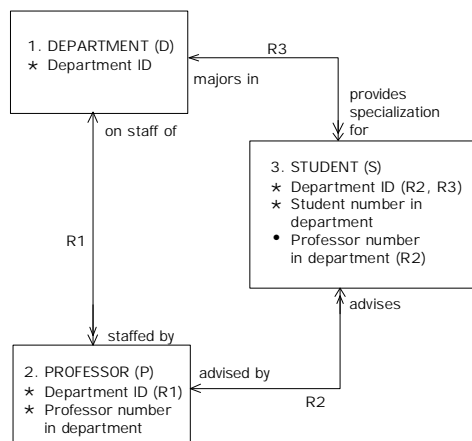 1. DEPARTMENT (D)
* Department ID
R3
majors in
provides
specialization
for
on staff of
3. STUDENT (S)
* Department ID (R2, R3)
* Student number in
department
• Professor number
in department (R2)
R1
advises
staffed by
2. PROFESSOR (P)
* Department ID (R1)
* Professor number
in department
advised by
R2